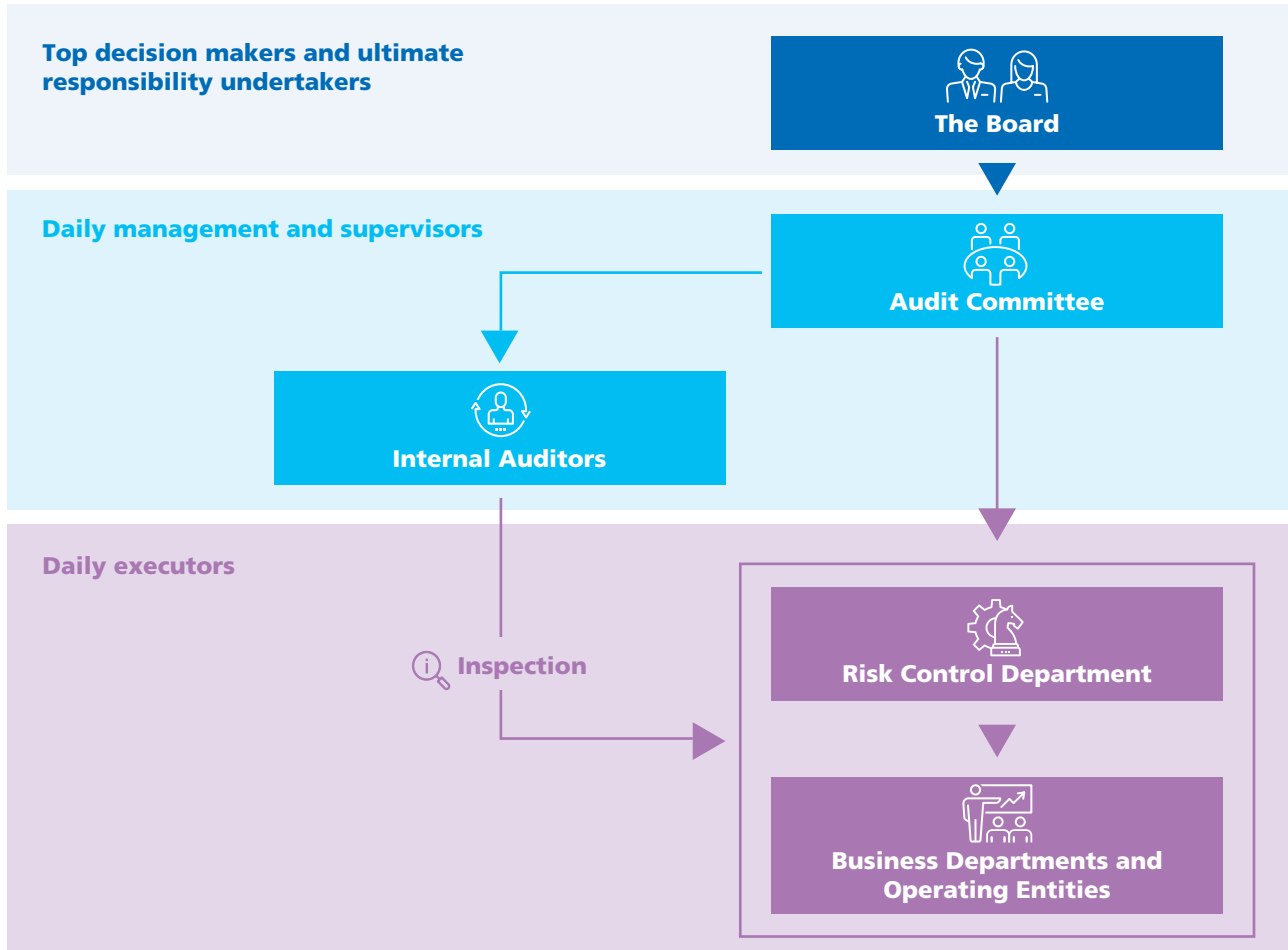 Top decision makers and ultimate
responsibility undertakers
The Board
Daily management and supervisors
Audit Committee
Internal Auditors
Daily executors
Inspection
Risk Control Department
Business Departments and
Operating Entities